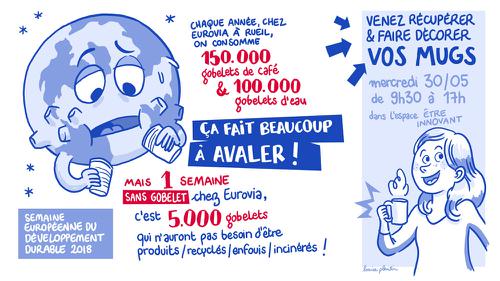 CHAQUE ANNÉE, CHEZ
EUROVIA À RUEIL,
ON CONSOMME
150.000
gobelets de café
& 100.000
gobelets d'eau
ÇA FAIT BEAUCOUP
À AVALER !
MAIS 1 SEMAINE
SANS GOBELET chez Eurovia,
c'est 5.000 gobelets
qui n'auront pas besoin d'être
produits/recyclés/enfouis/incinérés !
SEMAINE
EUROPÉENNE DU
DÉVELOPPEMENT
DURABLE 2018
VENEZ RÉCUPÉRER
& FAIRE DÉCORER
VOS MUGS
mercredi 30/05
de 9h30 à 17h
dans l'espace ÊTRE
INNOVANT